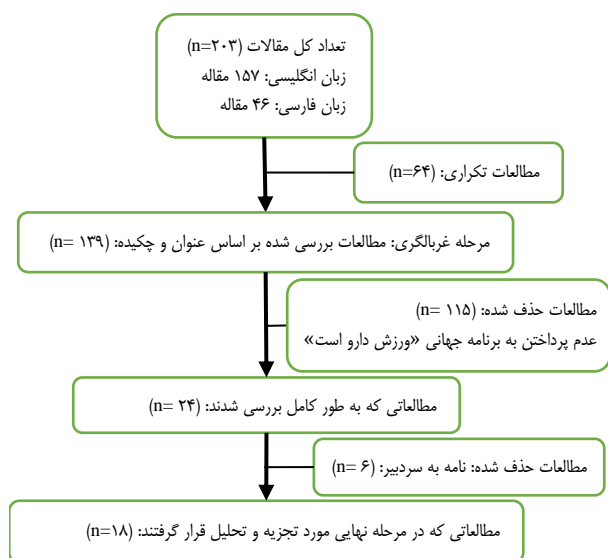 تعداد کل مقالات (n=۲۰۳)
زبان انگلیسی: ۱۵۷ مقاله
زبان فارسی: ۴۶ مقاله
مطالعات تکراری: (n=۶۴)
مرحله غربالگری: مطالعات بررسی شده بر اساس عنوان و چکیده: (n= ۱۳۹)
مطالعات حذف شده: (n= ۱۱۵)
عدم پرداختن به برنامه جهانی «ورزش دارو است»
مطالعاتی که به طور کامل بررسی شدند: (n= ۲۴)
مطالعات حذف شده: نامه به سردبیر: (n= ۶)
مطالعاتی که در مرحله نهایی مورد تجزیه و تحلیل قرار گرفتند: (n=۱۸)